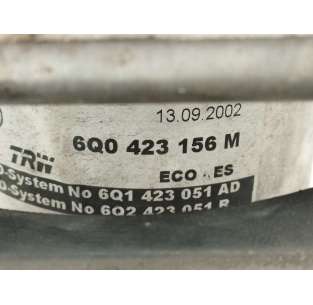 13.09.2002
6Q0 423 156 M
TRW
ECO ES
-System No 6Q1 423 051 AD
-System No 6Q2 423 051 B